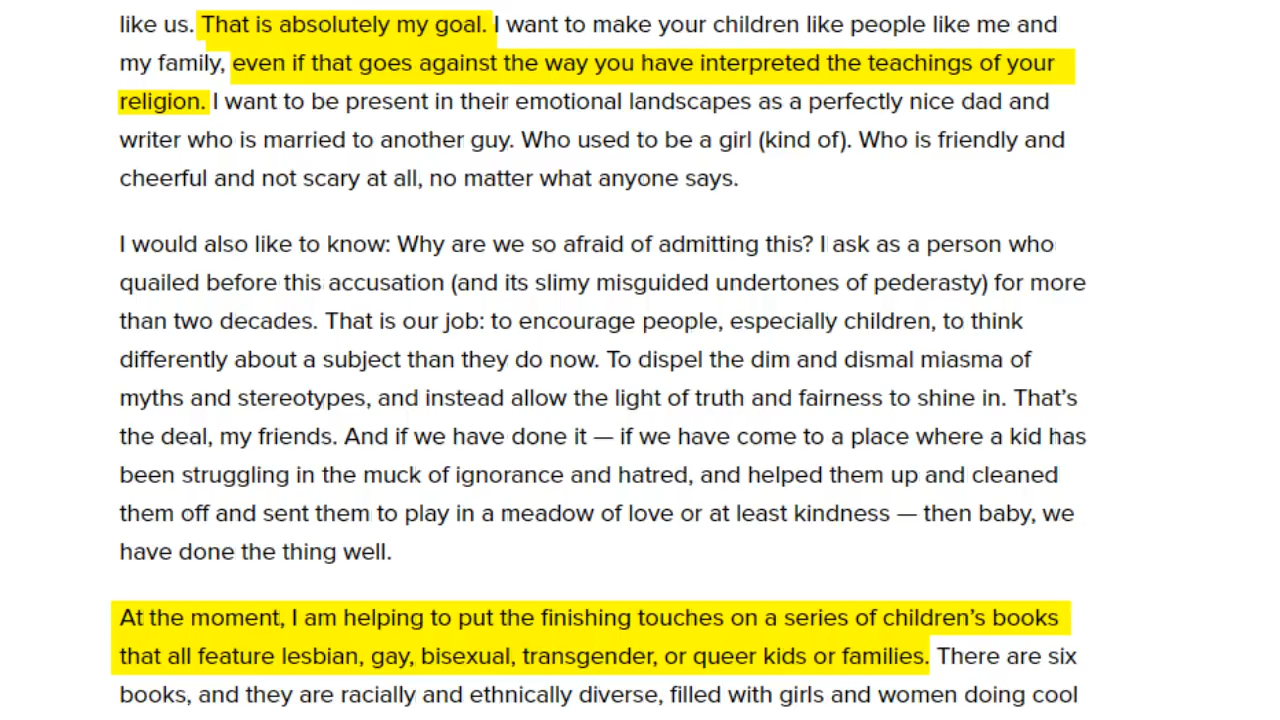 like us. That is absolutely my goal. I want to make your children like people like me and
my family, even if that goes against the way you have interpreted the teachings of your
religion. I want to be present in their emotional landscapes as a perfectly nice dad and
writer who is married to another guy. Who used to be a girl (kind of). Who is friendly and
cheerful and not scary at all, no matter what anyone says.
I would also like to know: Why are we so afraid of admitting this? I ask as a person who
quailed before this accusation (and its slimy misguided undertones of pederasty) for more
than two decades. That is our job: to encourage people, especially children, to think
differently about a subject than they do now. To dispel the dim and dismal miasma of
myths and stereotypes, and instead allow the light of truth and fairness to shine in. That’s
the deal, my friends. And if we have done it — if we have come to a place where a kid has
been struggling in the muck of ignorance and hatred, and helped them up and cleaned
them off and sent them to play in a meadow of love or at least kindness — then baby, we
have done the thing well.
At the moment, I am helping to put the finishing touches on a series of children’s books
that all feature lesbian, gay, bisexual, transgender, or queer kids or families. There are six
books, and they are racially and ethnically diverse, filled with girls and women doing cool